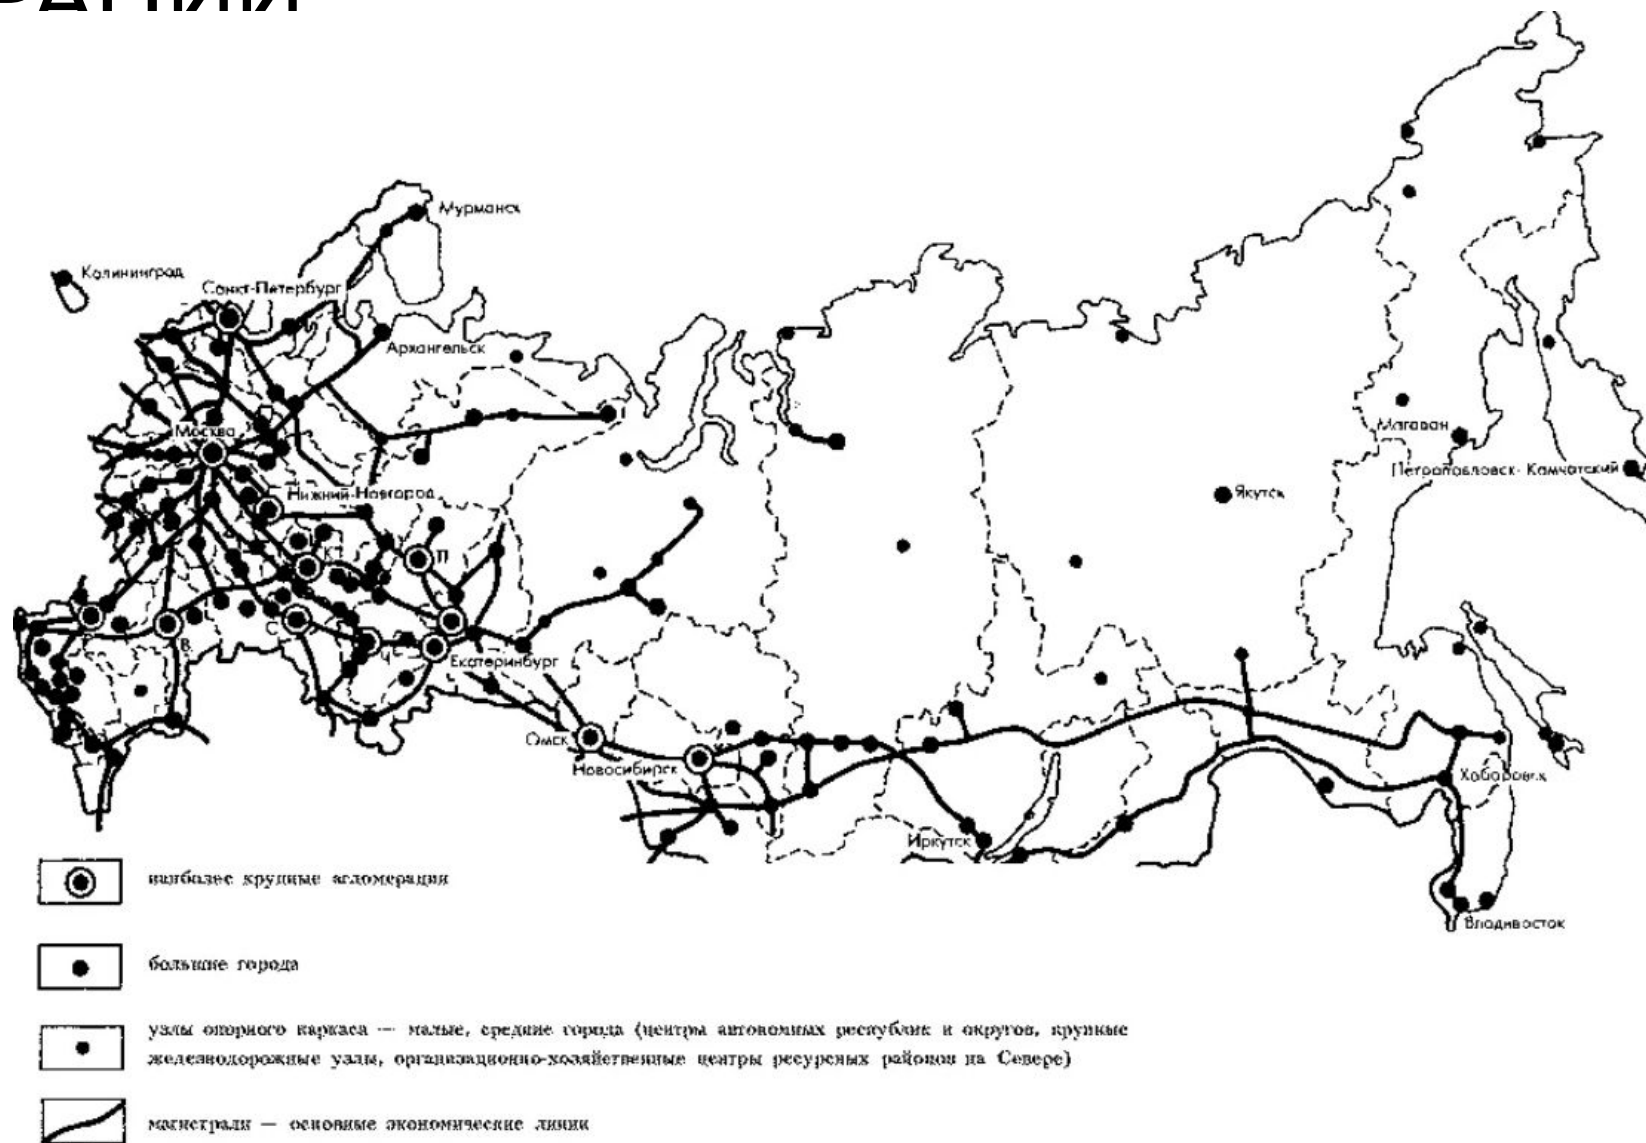 Мурманск
Калининград
Санкт-Петербург
Архангельск
Москва
Магадан
Петропавловск-Камчатский
Нижний-Новгород
Якутск
К
П
С
В
Ч
Екатеринбург
Омск
Новосибирск
Хабаровск
Иркутск
Владивосток
наиболее крупные агломерации
большие города
узлы опорного каркаса — малые, средние города (центры автономных республик и округов, крупные
железнодорожные узлы, организационно-хозяйственные центры ресурсных районов на Севере)
магистрали — основные экономические линии